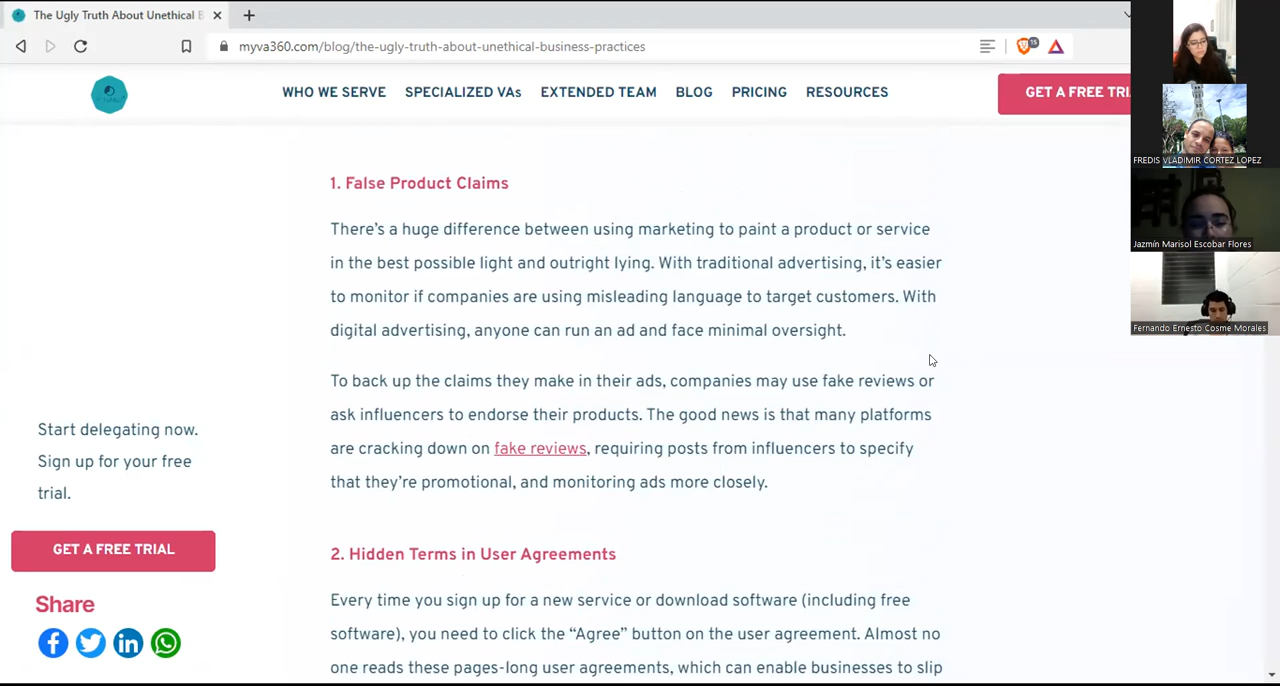 The Ugly Truth About Unethical B
myva360.com/blog/the-ugly-truth-about-unethical-business-practices
15
WHO WE SERVE SPECIALIZED VAs EXTENDED TEAM BLOG PRICING RESOURCES
GET A FREE TRI
1. False Product Claims
There's a huge difference between using marketing to paint a product or service
in the best possible light and outright lying. With traditional advertising, it's easier
to monitor if companies are using misleading language to target customers. With
digital advertising, anyone can run an ad and face minimal oversight.
To back up the claims they make in their ads, companies may use fake reviews or
ask influencers to endorse their products. The good news is that many platforms
are cracking down on fake reviews, requiring posts from influencers to specify
that they're promotional, and monitoring ads more closely.
2. Hidden Terms in User Agreements
Every time you sign up for a new service or download software (including free
software), you need to click the “Agree” button on the user agreement. Almost no
one reads these pages-long user agreements, which can enable businesses to slip
Start delegating now.
Sign up for your free
trial.
GET A FREE TRIAL
Share
FREDIS VLADIMIR CORTEZ LOPEZ
Jazmín Marisol Escobar Flores
Fernando Ernesto Cosme Morales